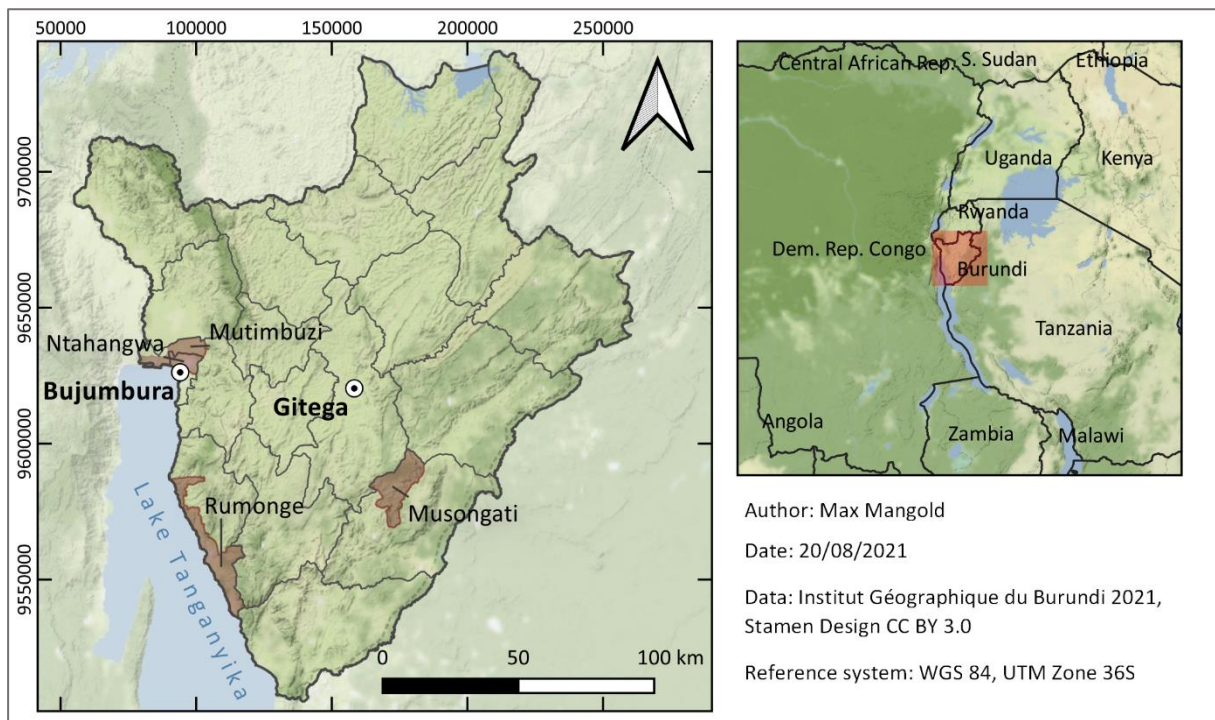 50000 100000 150000 200000 250000
9700000
9650000
9600000
9550000
Mutimbuzi
Ntahangwa
Bujumbura
Gitega
Rumonge
Musongati
Lake Tanganyika
0 50 100 km
Central African Rep. S. Sudan Ethiopia
Uganda Kenya
Rwanda
Dem. Rep. Congo
Burundi
Tanzania
Angola
Zambia Malawi
Author: Max Mangold
Date: 20/08/2021
Data: Institut Géographique du Burundi 2021,
Stamen Design CC BY 3.0
Reference system: WGS 84, UTM Zone 36S